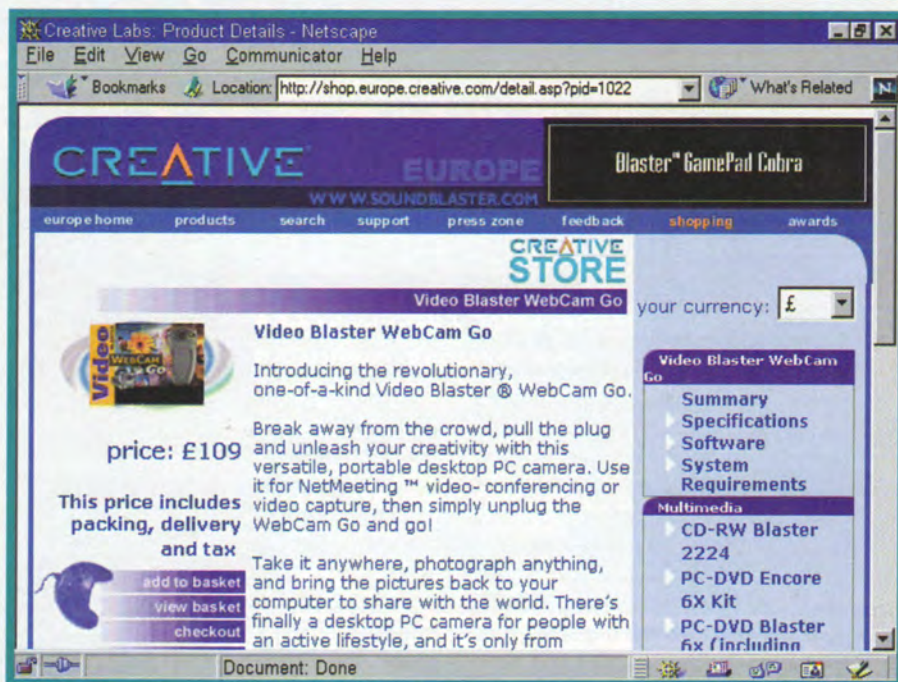 Creative Labs: Product Details - Netscape
File Edit View Go Communicator Help
Bookmarks Location: http://shop.europe.creative.com/detail.asp?pid=1022 What's Related N
CREATIVE EUROPE
WWW.SOUNDBLASTER.COM
Blaster™ GamePad Cobra
europe home products search support press zone feedback shopping awards
CREATIVE
STORE
Video Blaster WebCam Go
your currency: £
Video
WEBCAM
GO
price: £109
This price includes
packing, delivery
and tax
add to basket
view basket
checkout
Video Blaster WebCam Go
Introducing the revolutionary,
one-of-a-kind Video Blaster ® WebCam Go.
Break away from the crowd, pull the plug
and unleash your creativity with this
versatile, portable desktop PC camera. Use
it for NetMeeting ™ video- conferencing or
video capture, then simply unplug the
WebCam Go and go!
Take it anywhere, photograph anything,
and bring the pictures back to your
computer to share with the world. There's
finally a desktop PC camera for people with
an active lifestyle, and it's only from
Video Blaster WebCam
Go
Summary
Specifications
Software
System
Requirements
Multimedia
CD-RW Blaster
2224
PC-DVD Encore
6X Kit
PC-DVD Blaster
6x (including
Document: Done